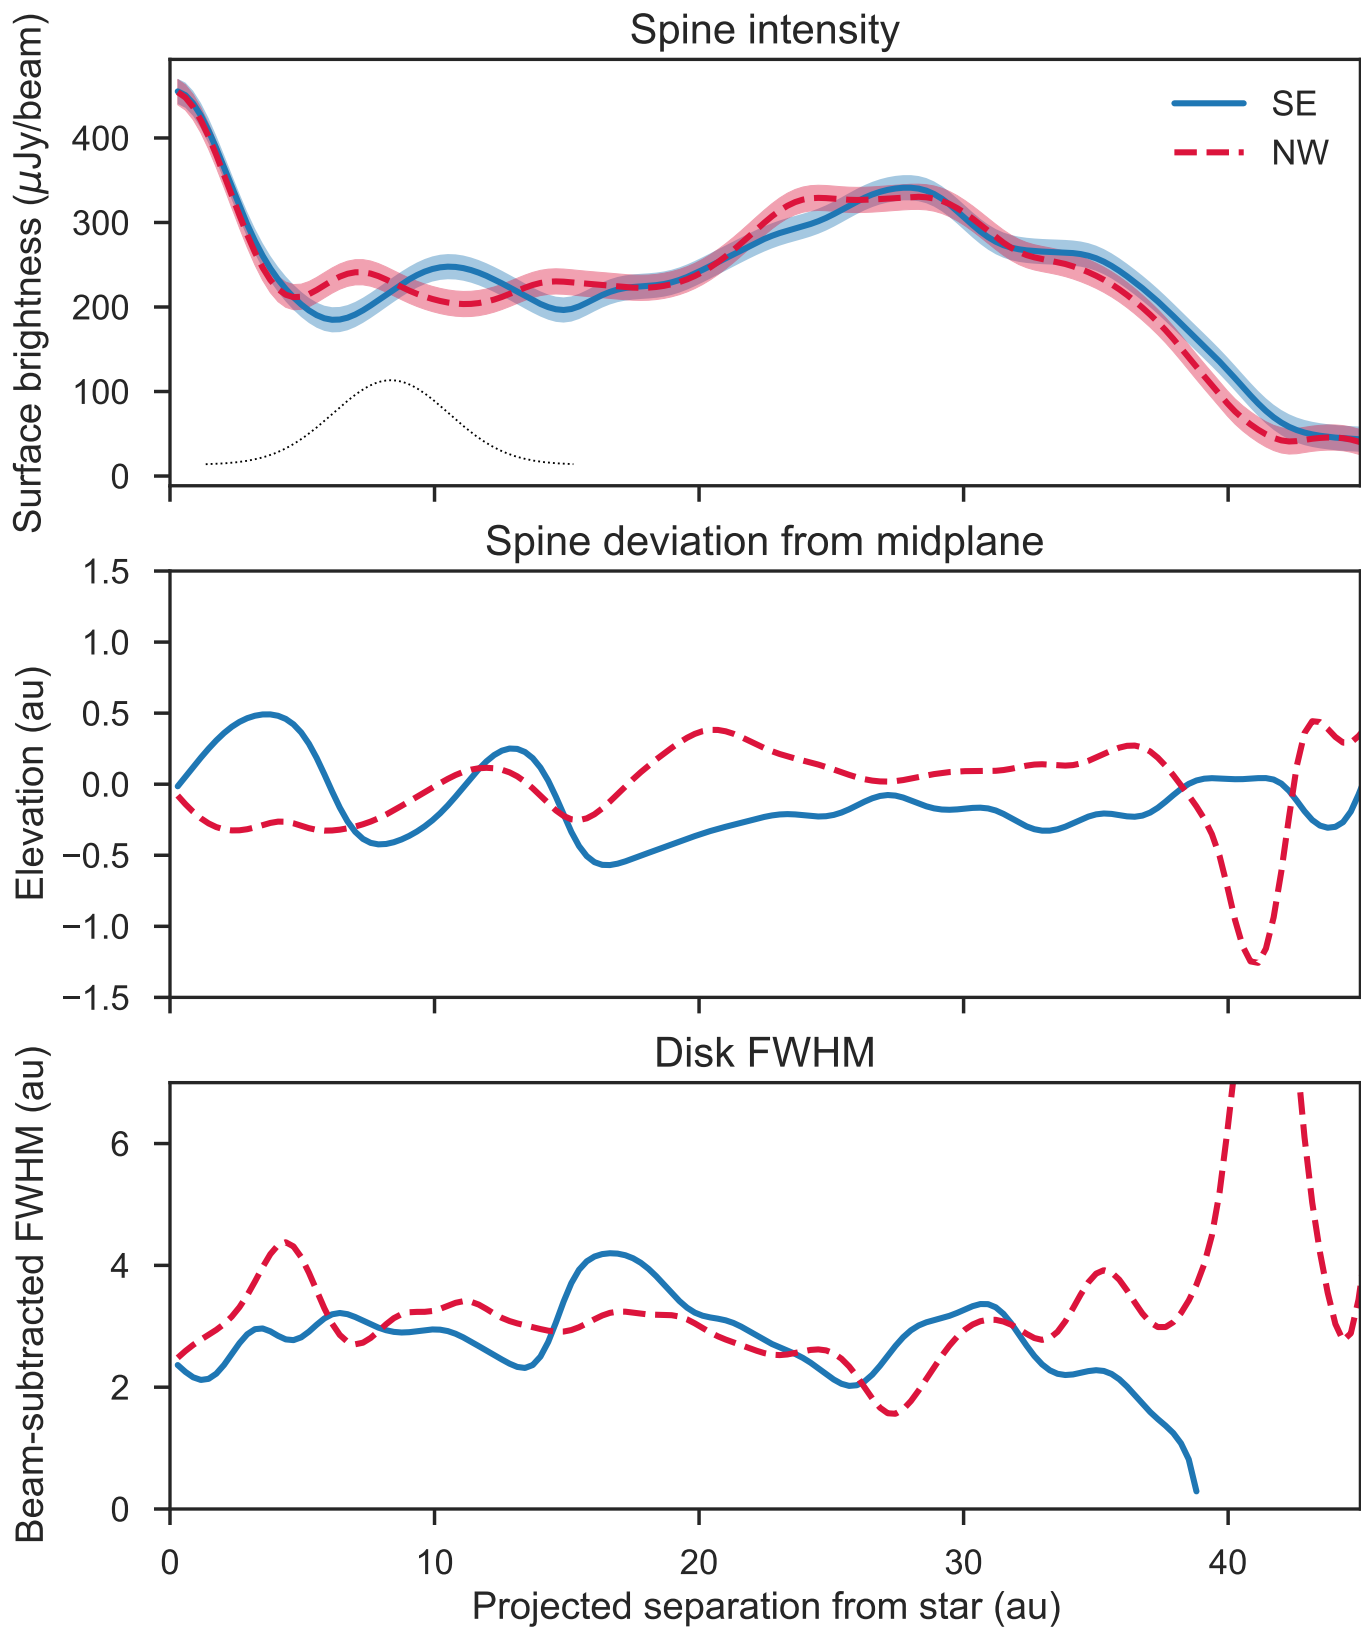 Spine intensity
Surface brightness (μJy/beam)
400
300
200
100
0
SE
NW
Spine deviation from midplane
Elevation (au)
1.5
1.0
0.5
0.0
−0.5
−1.0
−1.5
Disk FWHM
Beam-subtracted FWHM (au)
6
4
2
0
0 10 20 30 40
Projected separation from star (au)